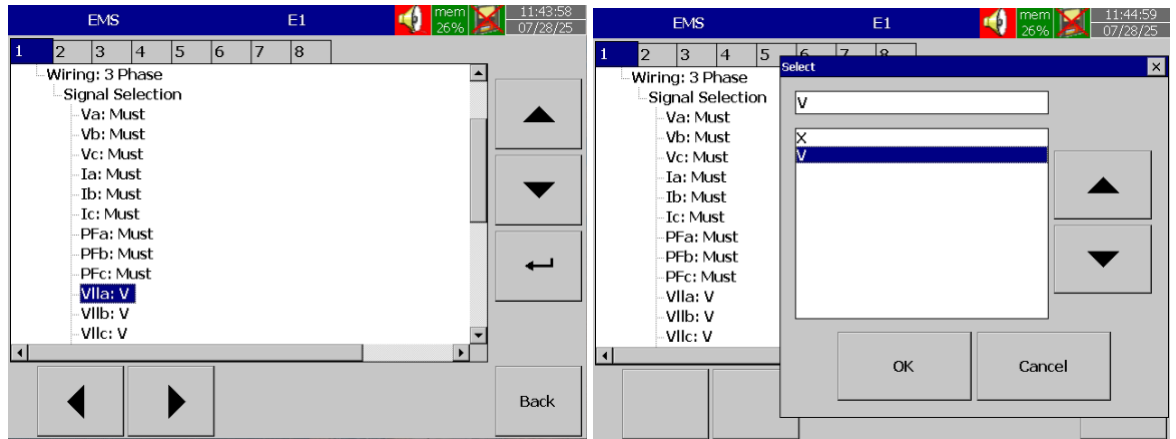 EMS E1 mem 26% 11:43:58 07/28/25
1 2 3 4 5 6 7 8
Wiring: 3 Phase
Signal Selection
Va: Must
Vb: Must
Vc: Must
Ia: Must
Ib: Must
Ic: Must
PFa: Must
PFb: Must
PFc: Must
Vlla: V
Vllb: V
Vllc: V
Back
EMS E1 mem 26% 11:44:59 07/28/25
1 2 3 4 5 6 7 8
Wiring: 3 Phase
Signal Selection
Va: Must
Vb: Must
Vc: Must
Ia: Must
Ib: Must
Ic: Must
PFa: Must
PFb: Must
PFc: Must
Vlla: V
Vllb: V
Vllc: V
Select
V
X
V
OK Cancel